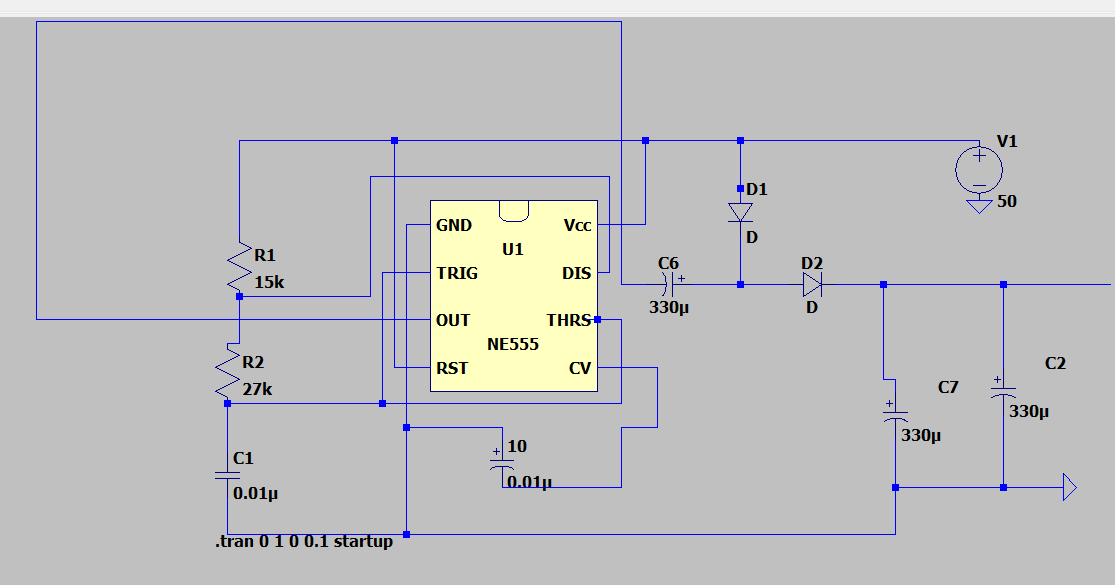 V1
+
50
D1
D
GND
Vcc
U1
TRIG
DIS
OUT
THRS
NE555
RST
CV
R1
15k
R2
27k
C6
+
330µ
D2
D
C2
+
330µ
C7
+
330µ
10
+
0.01µ
C1
0.01µ
.tran 0 1 0 0.1 startup